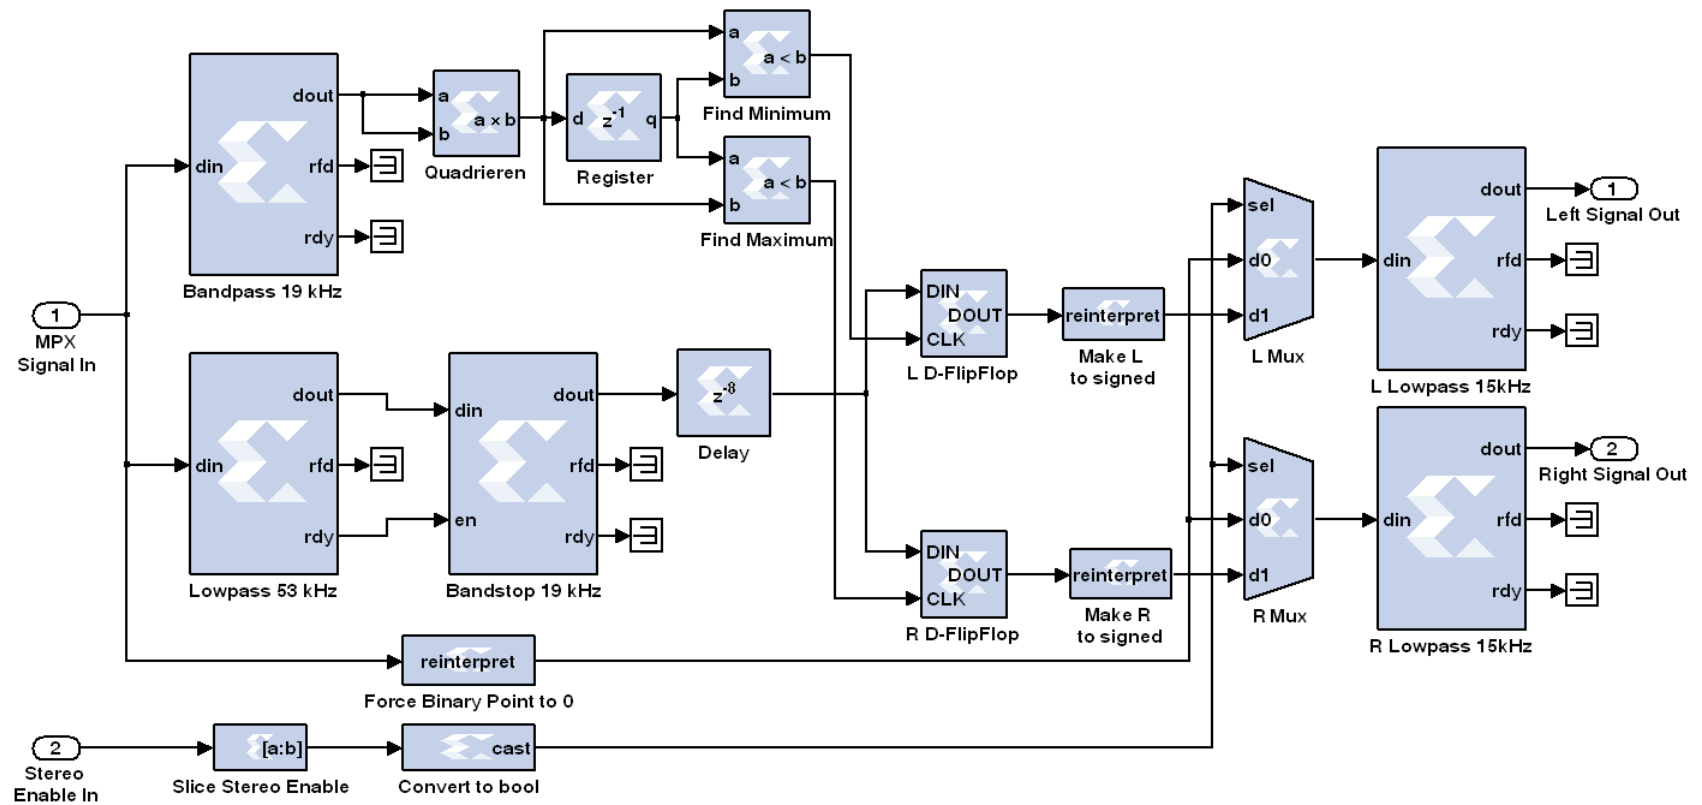 din
dout
rfd
rdy
Bandpass 19 kHz
a
b
a × b
Quadrieren
d
z-1
q
Register
a
b
a < b
Find Minimum
a
b
a < b
Find Maximum
1
MPX
Signal In
din
dout
rfd
rdy
Lowpass 53 kHz
din
en
dout
rfd
rdy
Bandstop 19 kHz
z-8
Delay
DIN
DOUT
CLK
L D-FlipFlop
reinterpret
Make L
to signed
sel
d0
d1
L Mux
din
dout
rfd
rdy
L Lowpass 15kHz
1
Left Signal Out
DIN
DOUT
CLK
R D-FlipFlop
reinterpret
Make R
to signed
sel
d0
d1
R Mux
din
dout
rfd
rdy
R Lowpass 15kHz
2
Right Signal Out
reinterpret
Force Binary Point to 0
2
Stereo
Enable In
[a:b]
Slice Stereo Enable
cast
Convert to bool